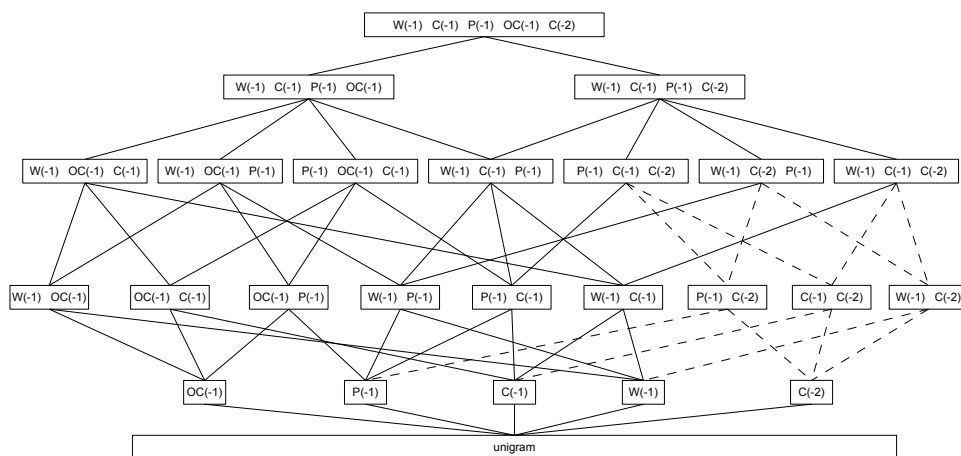 W(-1) C(-1) P(-1) OC(-1) C(-2)
W(-1) C(-1) P(-1) OC(-1)
W(-1) C(-1) P(-1) C(-2)
W(-1) OC(-1) C(-1)
W(-1) OC(-1) P(-1)
P(-1) OC(-1) C(-1)
W(-1) C(-1) P(-1)
P(-1) C(-1) C(-2)
W(-1) C(-2) P(-1)
W(-1) C(-1) C(-2)
W(-1) OC(-1)
OC(-1) C(-1)
OC(-1) P(-1)
W(-1) P(-1)
P(-1) C(-1)
W(-1) C(-1)
P(-1) C(-2)
C(-1) C(-2)
W(-1) C(-2)
OC(-1)
P(-1)
C(-1)
W(-1)
C(-2)
unigram